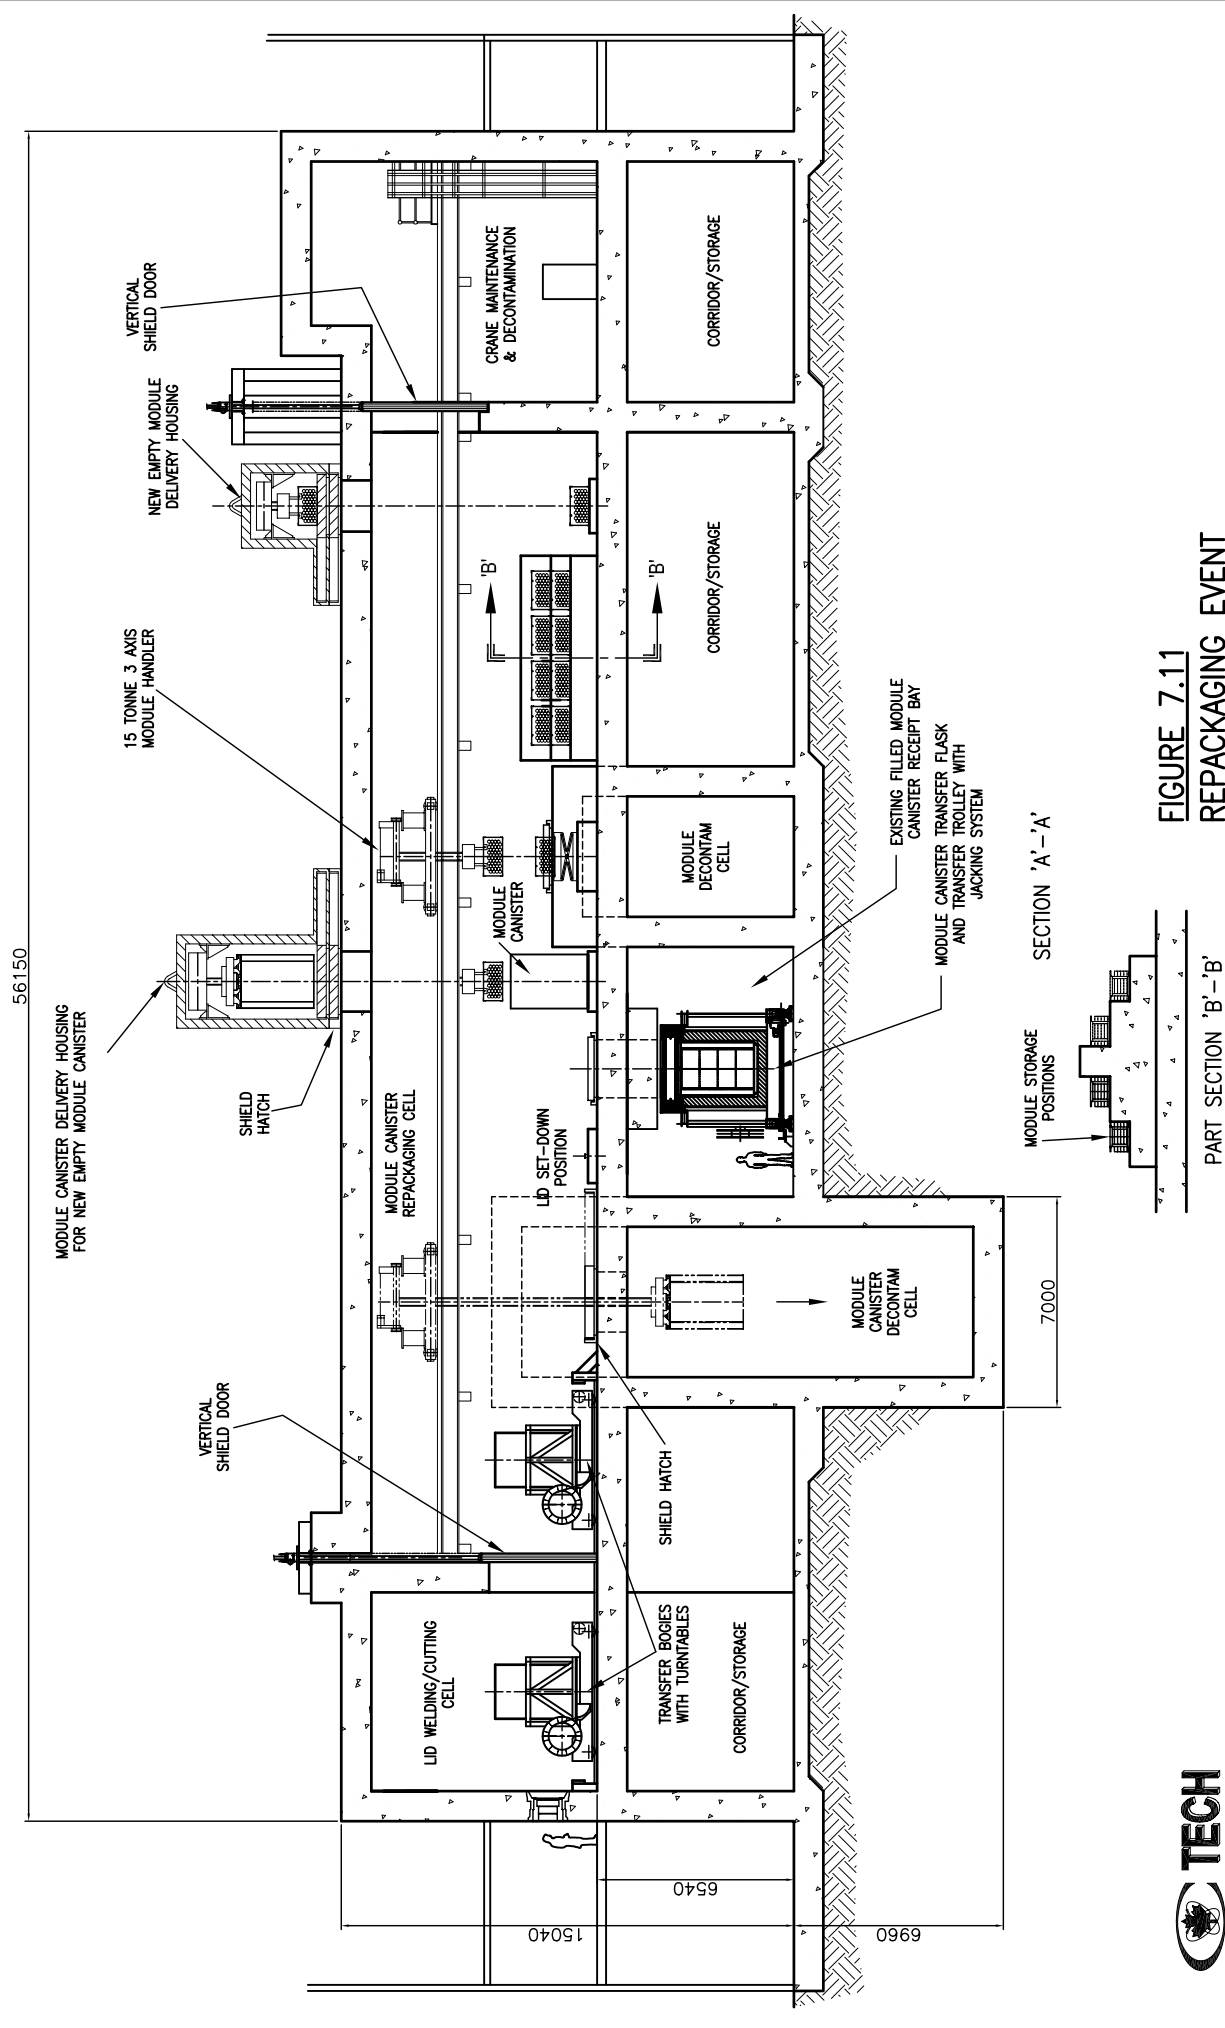 56150
MODULE CANISTER DELIVERY HOUSING
FOR NEW EMPTY MODULE CANISTER
SHIELD
HATCH
15 TONNE 3 AXIS
MODULE HANDLER
NEW EMPTY MODULE
DELIVERY HOUSING
VERTICAL
SHIELD DOOR
VERTICAL
SHIELD DOOR
MODULE CANISTER
REPACKAGING CELL
LID WELDING/CUTTING
CELL
LID SET-DOWN
POSITION
MODULE
CANISTER
'B'
'B'
CRANE MAINTENANCE
& DECONTAMINATION
TRANSFER BOGIES
WITH TURNTABLES
SHIELD HATCH
CORRIDOR/STORAGE
MODULE
CANISTER
DECONTAM
CELL
MODULE
DECONTAM
CELL
CORRIDOR/STORAGE
CORRIDOR/STORAGE
15040
6540
6960
7000
EXISTING FILLED MODULE
CANISTER RECEIPT BAY
MODULE CANISTER TRANSFER FLASK
AND TRANSFER TROLLEY WITH
JACKING SYSTEM
SECTION 'A'-'A'
MODULE STORAGE
POSITIONS
PART SECTION 'B'-'B'
FIGURE 7.11
REPACKAGING EVENT
TECH